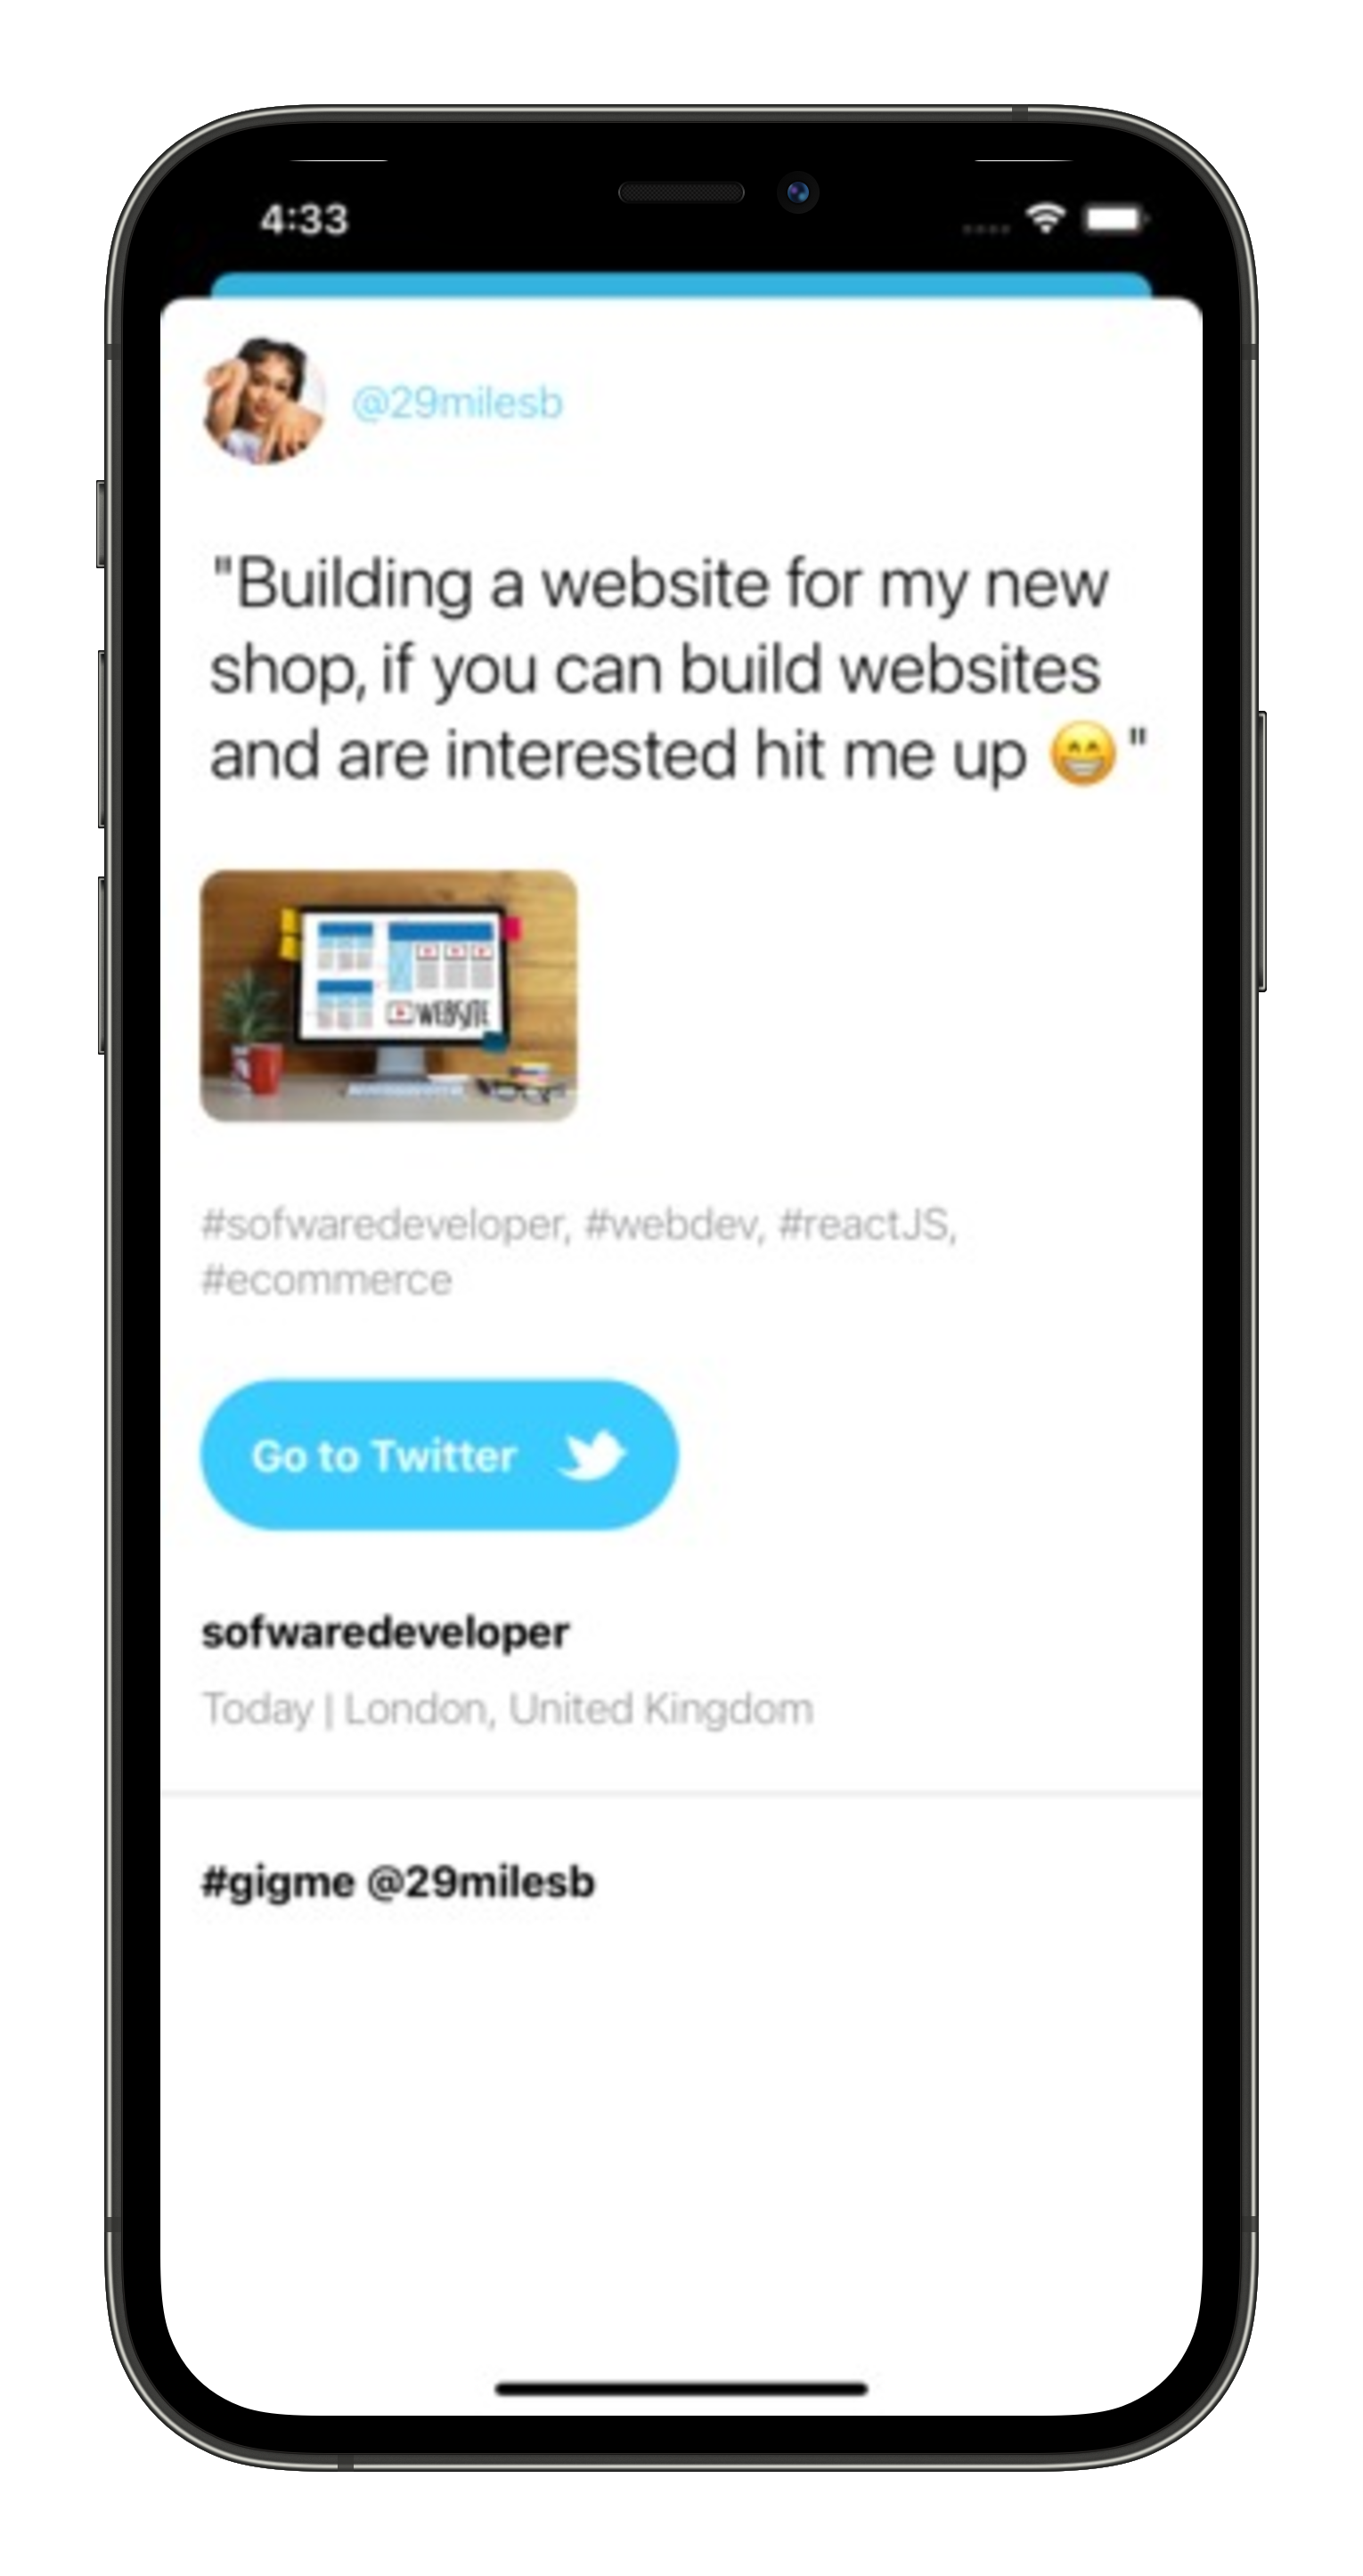 4:33
@29milesb
"Building a website for my new
shop, if you can build websites
and are interested hit me up 😁 "
WEBSITE
#sofwaredeveloper, #webdev, #reactJS,
#ecommerce
Go to Twitter
sofwaredeveloper
Today | London, United Kingdom
#gigme @29milesb